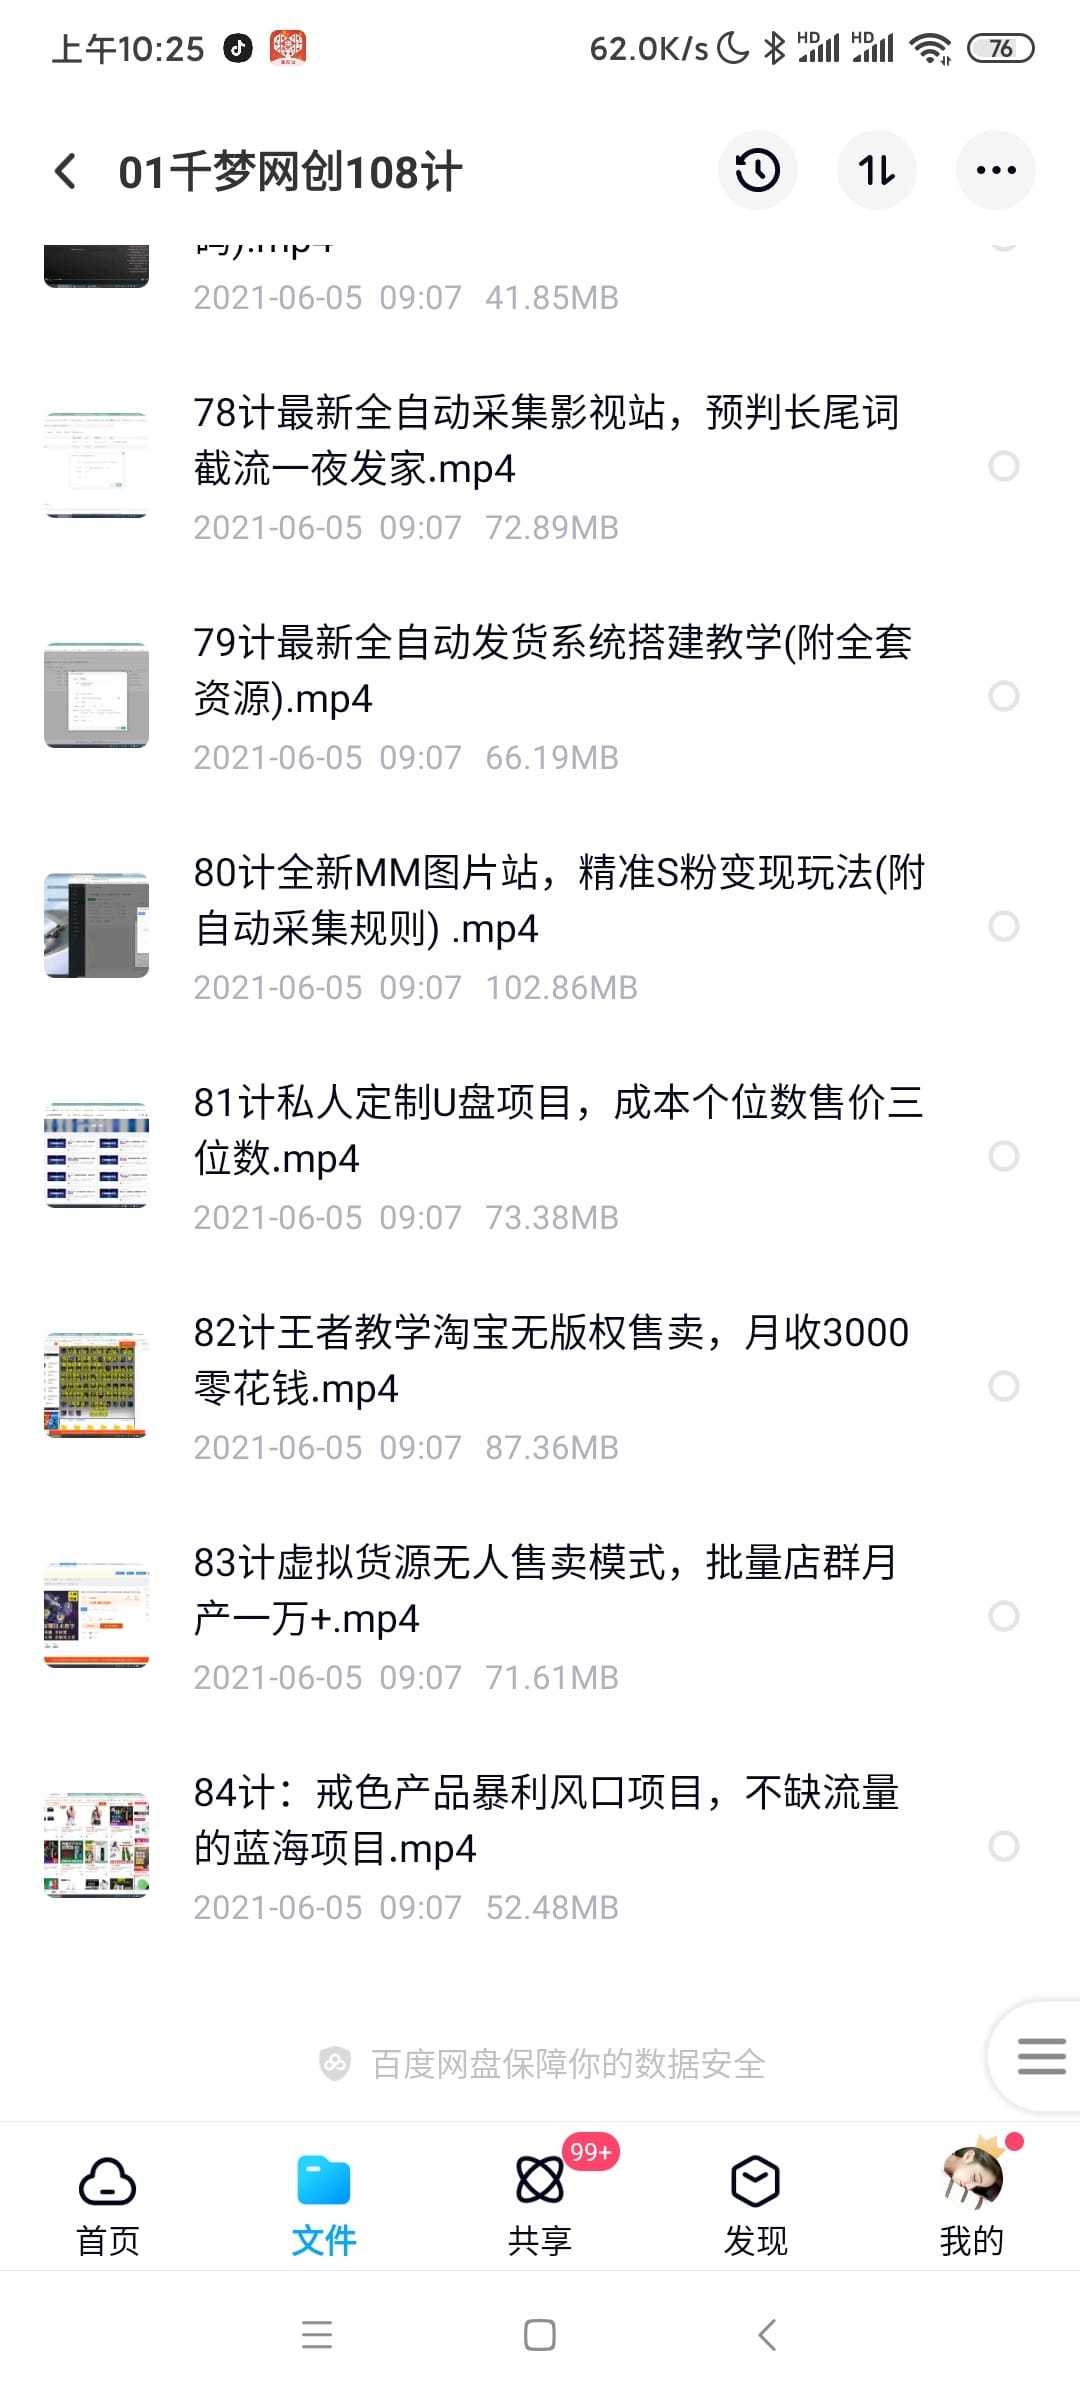 上午10:25
62.0K/s
HD
HD
76
01千梦网创108计
码).mp4
2021-06-05 09:07 41.85MB
78计最新全自动采集影视站，预判长尾词
截流一夜发家.mp4
2021-06-05 09:07 72.89MB
79计最新全自动发货系统搭建教学(附全套
资源).mp4
2021-06-05 09:07 66.19MB
80计全新MM图片站，精准S粉变现玩法(附
自动采集规则) .mp4
2021-06-05 09:07 102.86MB
81计私人定制U盘项目，成本个位数售价三
位数.mp4
2021-06-05 09:07 73.38MB
82计王者教学淘宝无版权售卖，月收3000
零花钱.mp4
2021-06-05 09:07 87.36MB
83计虚拟货源无人售卖模式，批量店群月
产一万+.mp4
2021-06-05 09:07 71.61MB
84计：戒色产品暴利风口项目，不缺流量
的蓝海项目.mp4
2021-06-05 09:07 52.48MB
百度网盘保障你的数据安全
99+
首页
文件
共享
发现
我的